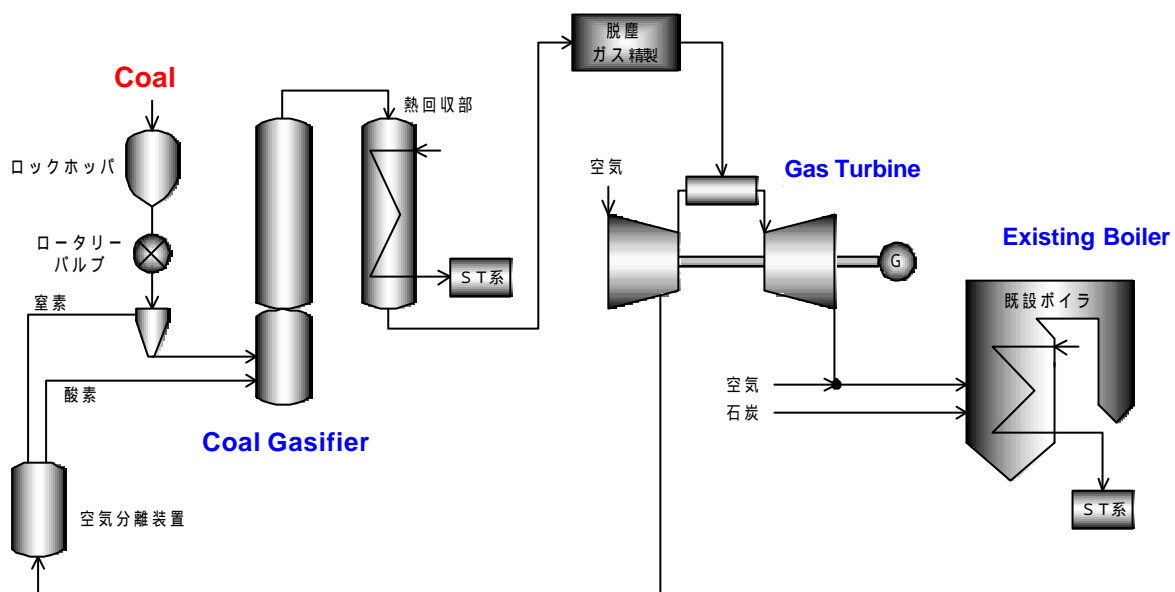 脱塵
ガス精製
Coal
熱回収部
ロックホッパ
空気
Gas Turbine
ロータリー
バルブ
Existing Boiler
G
ST系
窒素
既設ボイラ
空気
酸素
石炭
Coal Gasifier
ST系
空気分離装置